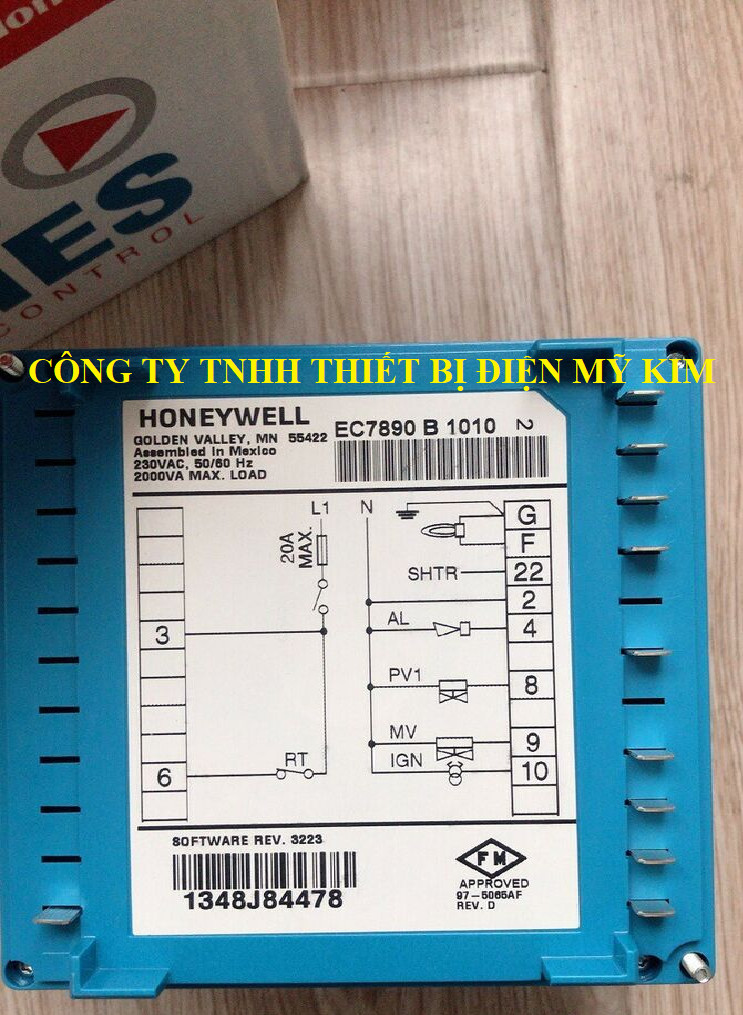 CONTROL
CÔNG TY TNHH THIẾT BỊ ĐIỆN MỸ KIM
HONEYWELL
GOLDEN VALLEY, MN 55422
Assembled in Mexico
230VAC, 50/60 Hz
2000VA MAX. LOAD
EC7890 B 1010 2
L1 N
20A MAX.
G
F
SHTR 22
2
AL 4
3
PV1 8
MV 9
RT IGN 10
6
SOFTWARE REV. 3223
1348J84478
FM
APPROVED
97-5065AF
REV. D